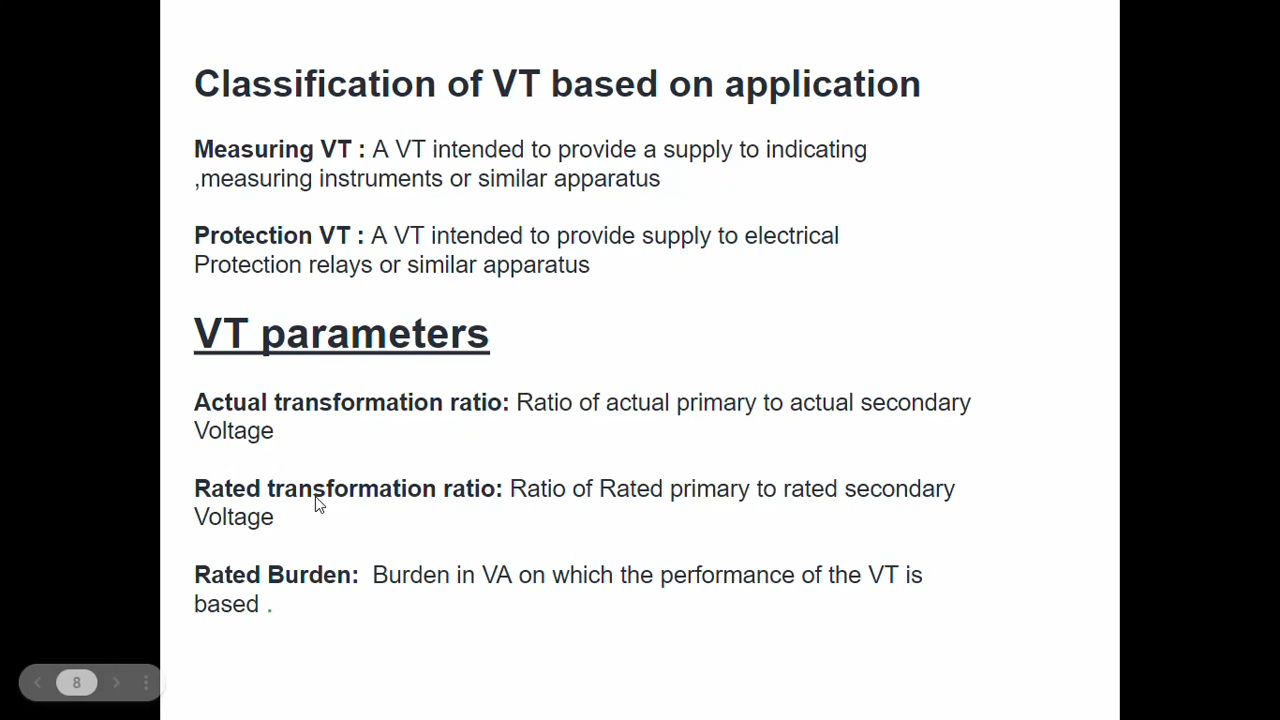 Classification of VT based on application
Measuring VT : A VT intended to provide a supply to indicating
,measuring instruments or similar apparatus
Protection VT : A VT intended to provide supply to electrical
Protection relays or similar apparatus
VT parameters
Actual transformation ratio: Ratio of actual primary to actual secondary
Voltage
Rated transformation ratio: Ratio of Rated primary to rated secondary
Voltage
Rated Burden:  Burden in VA on which the performance of the VT is
based .
8